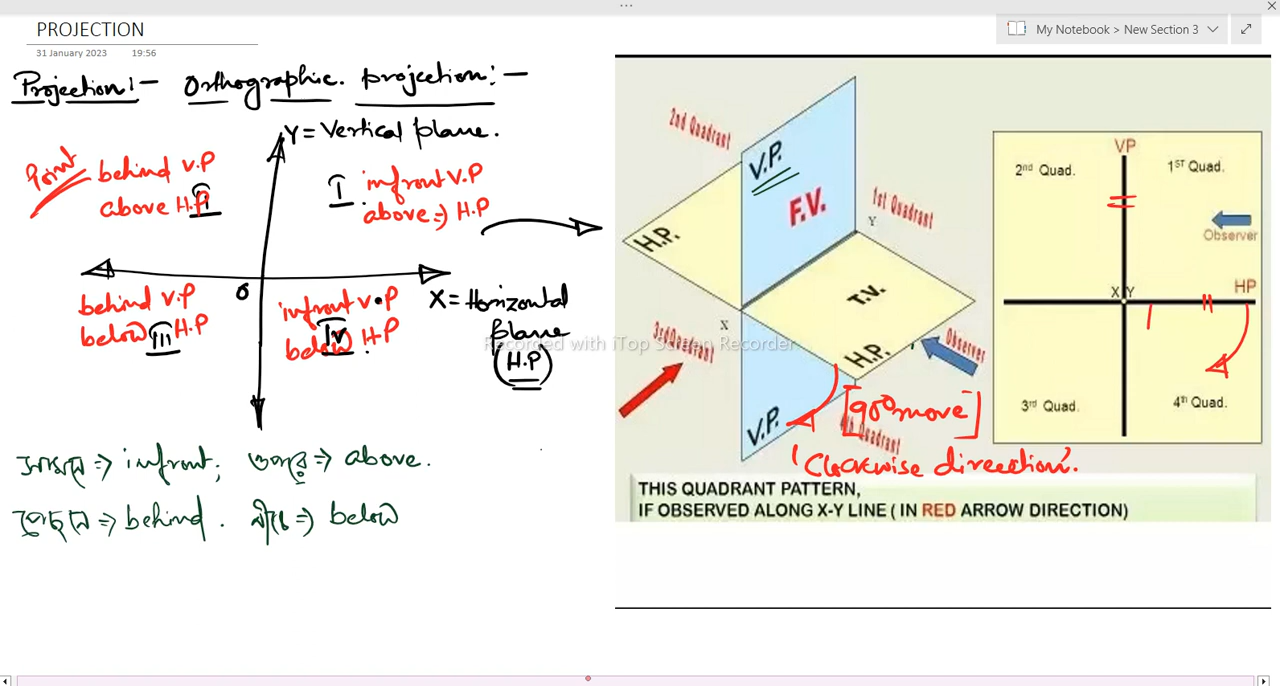 PROJECTION
31 January 2023 19:56
My Notebook > New Section 3
Projection:- Orthographic. projection:-
Y = Vertical plane.
Point behind V.P
above H.P
II
I infront V.P
above => H.P
O
X = Horizontal
plane
(H.P)
behind V.P
below III H.P
infront V.P
below IV H.P
সামনে => infront; উপরে => above.
পেছনে => behind. নীচে => below
2nd Quadrant
V.P.
F.V.
1st Quadrant
Y
H.P.
T.V.
X
3rd Quadrant
H.P.
Observer
V.P.
4th Quadrant
[90° move]
'Clockwise direction'.
VP
2nd Quad.
1ST Quad.
Observer
X Y
HP
3rd Quad.
4th Quad.
Recorded with iTop Screen Recorder
THIS QUADRANT PATTERN,
IF OBSERVED ALONG X-Y LINE ( IN RED ARROW DIRECTION)